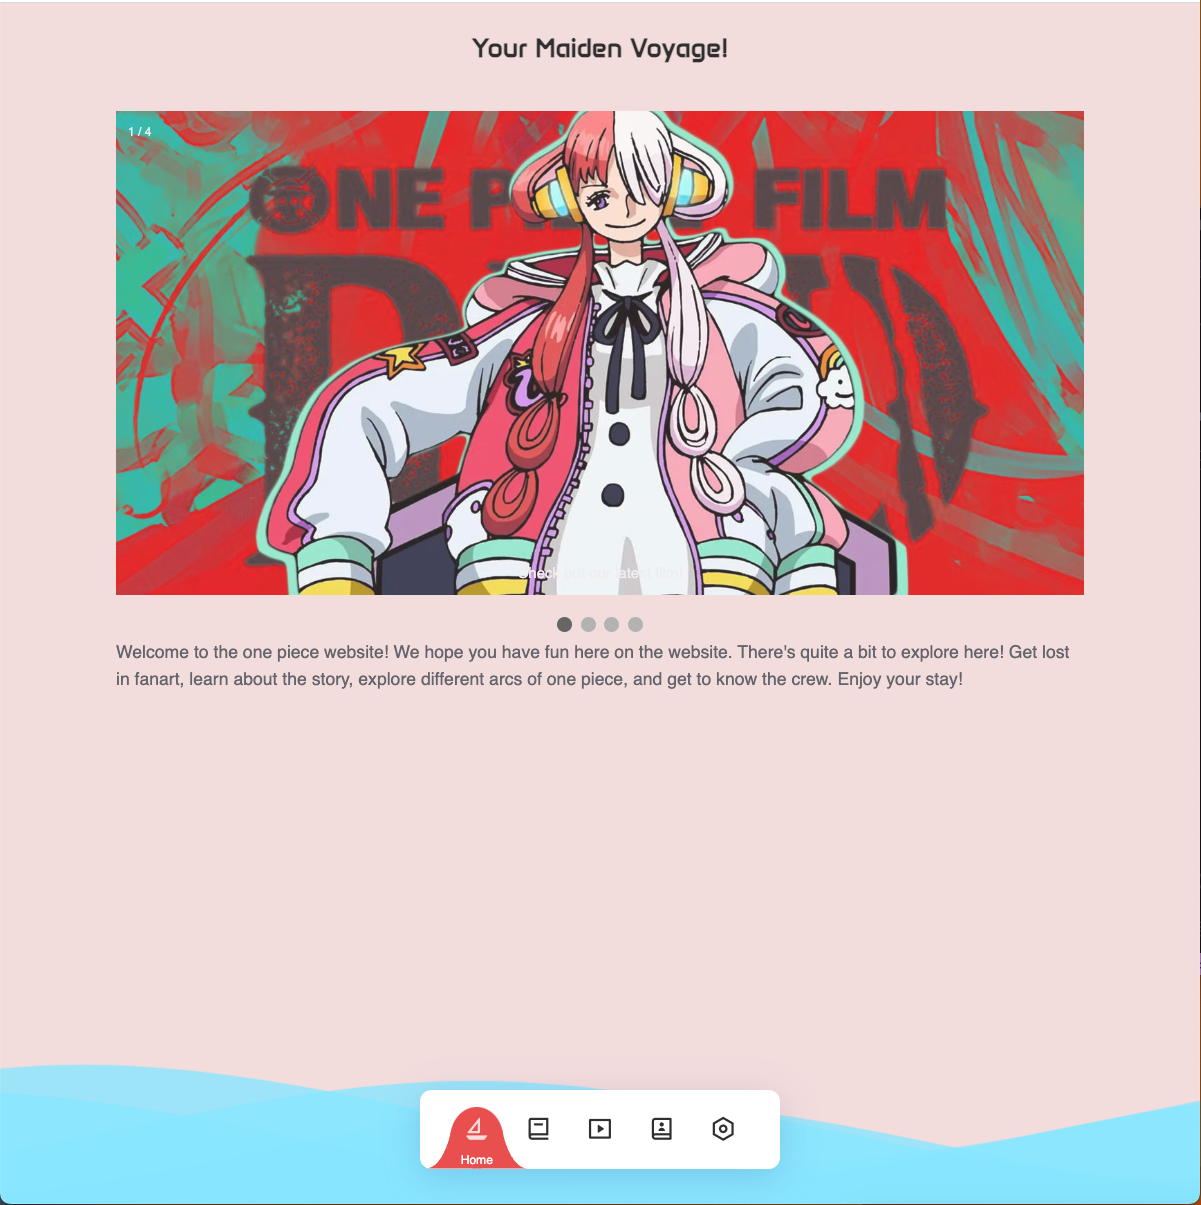 Your Maiden Voyage!
1 / 4
ONE P FILM
Check out our latest film!
Welcome to the one piece website! We hope you have fun here on the website. There's quite a bit to explore here! Get lost
in fanart, learn about the story, explore different arcs of one piece, and get to know the crew. Enjoy your stay!
Home